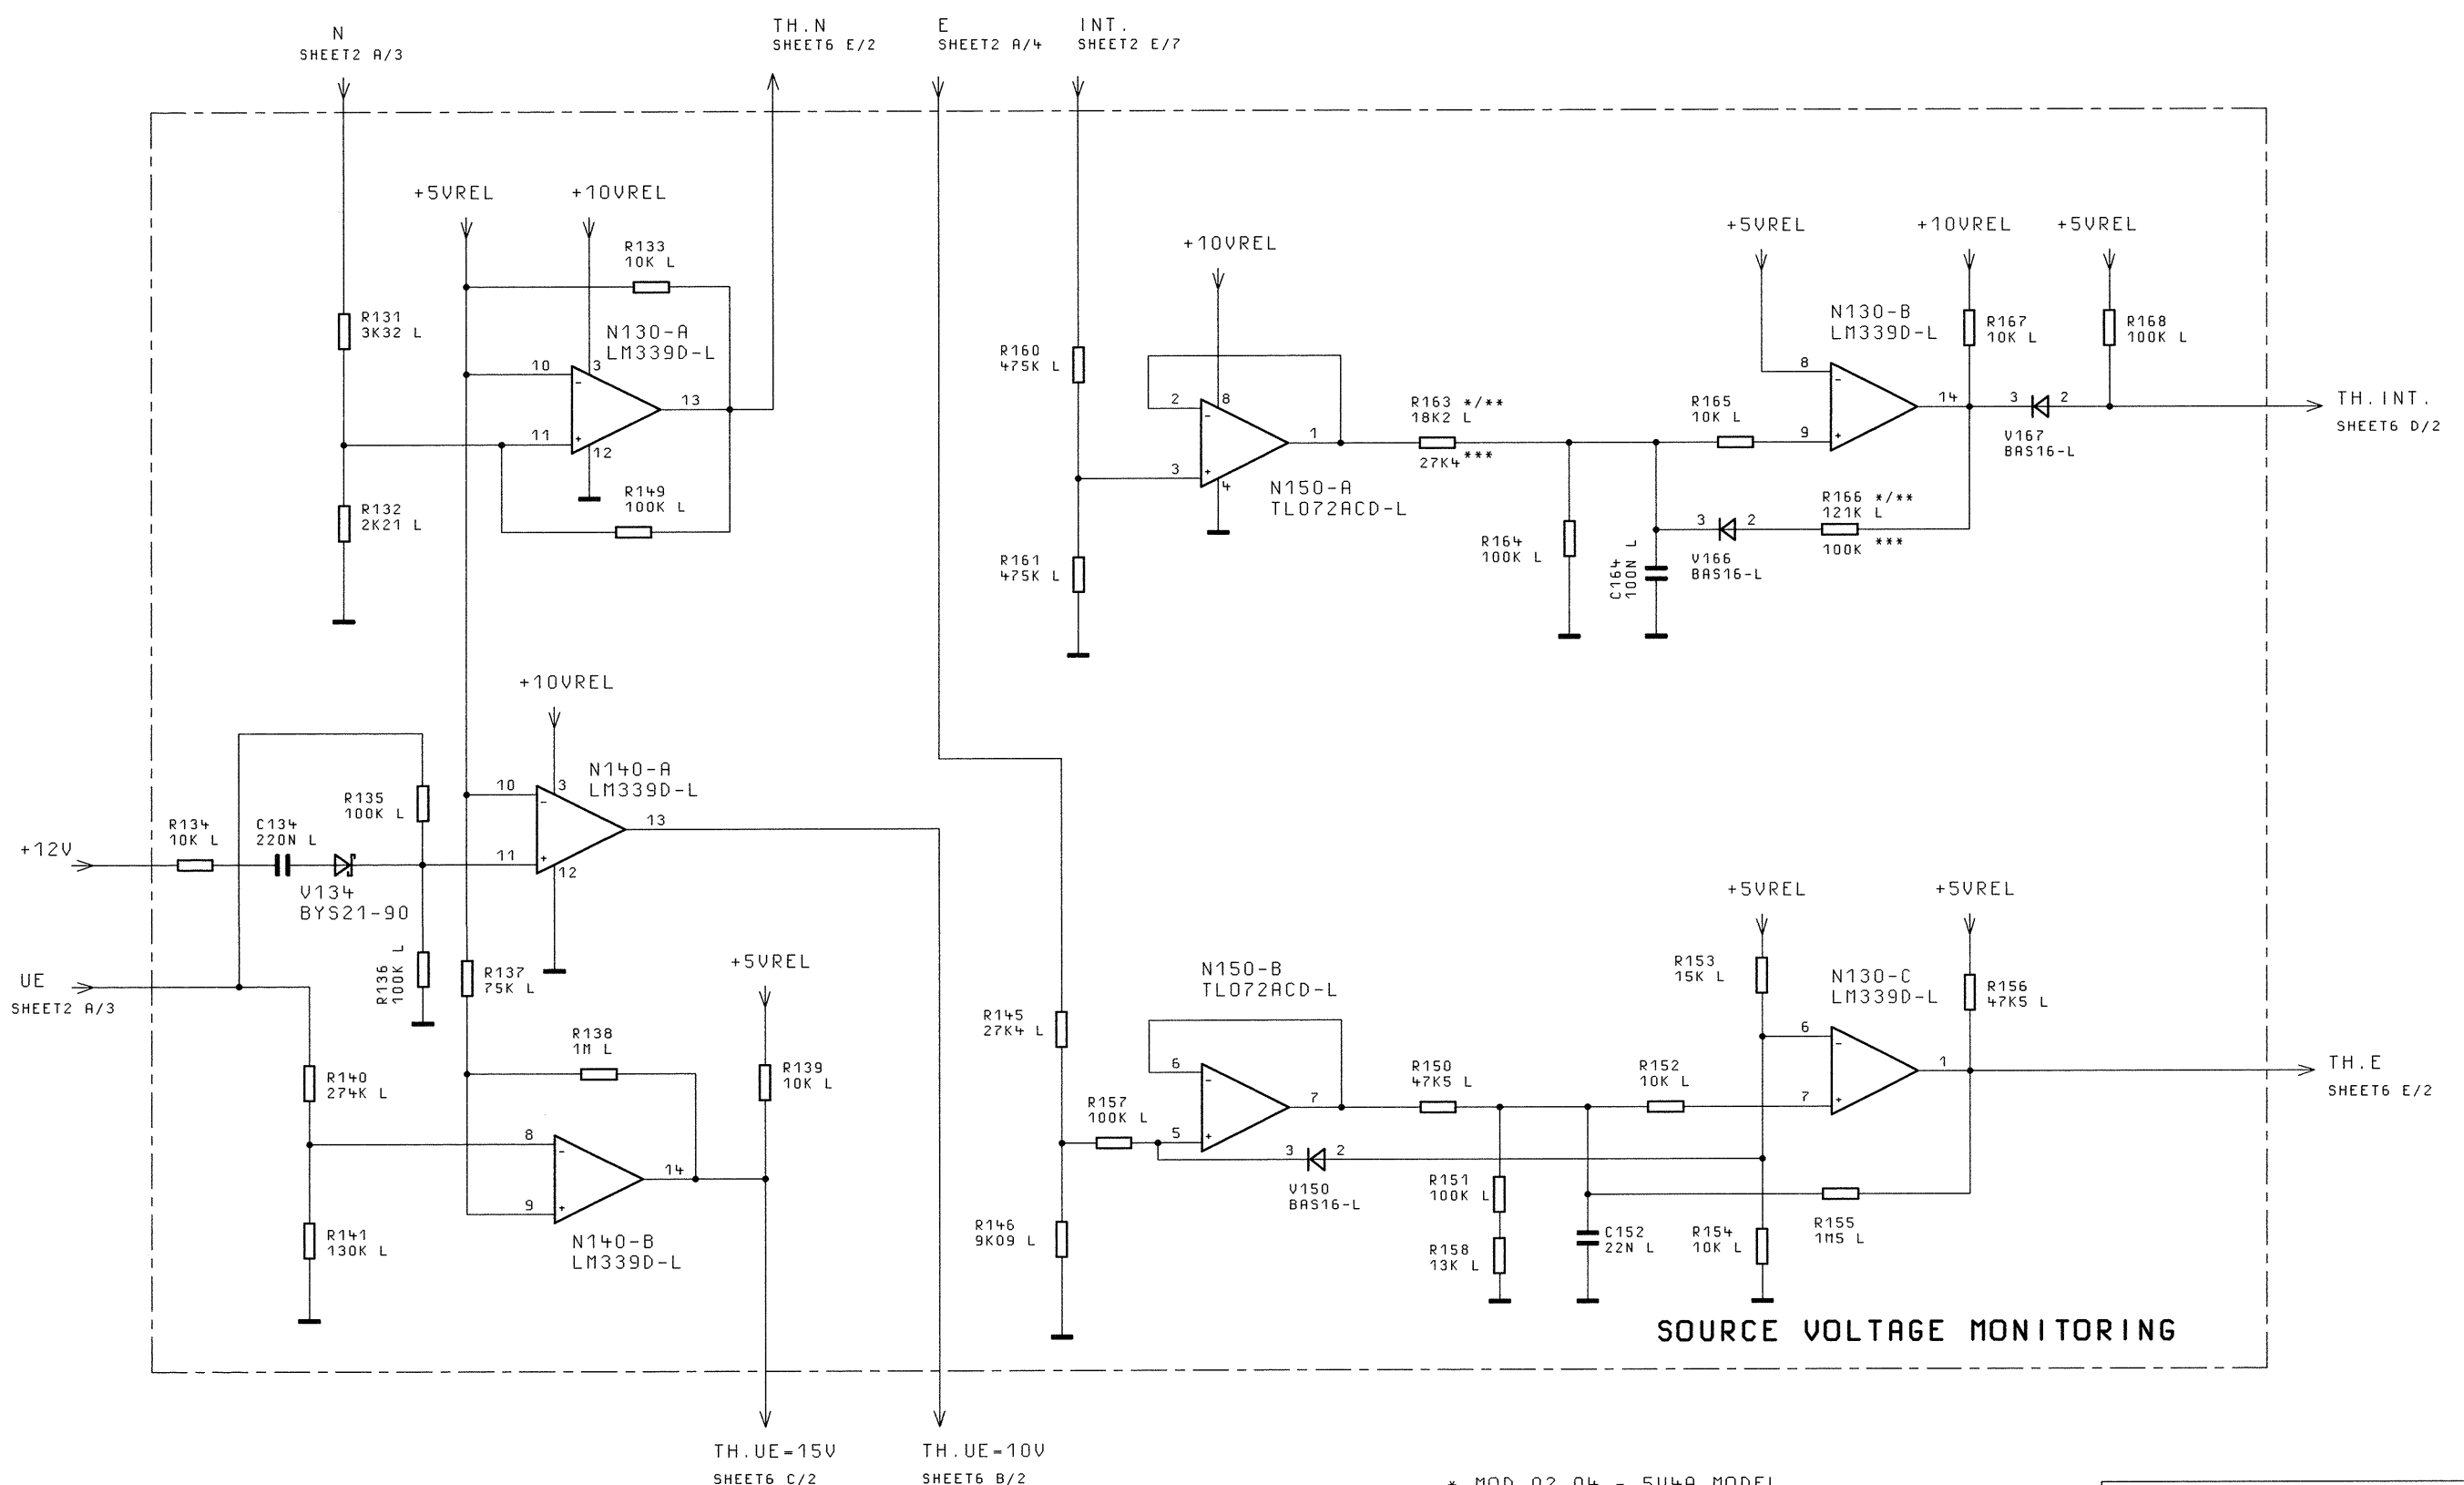 N
SHEET2 A/3
TH.N
SHEET6 E/2
E
SHEET2 A/4
INT.
SHEET2 E/7
+5VREL
+10VREL
R133
10K L
R131
3K32 L
N130-A
LM339D-L
10
3
-
13
11
+
12
R149
100K L
R132
2K21 L
+10VREL
R160
475K L
2
8
-
1
3
+
4
N150-A
TL072ACD-L
R161
475K L
R163 */**
18K2 L
27K4 ***
R164
100K L
C164
100N L
R165
10K L
+5VREL
+10VREL
+5VREL
N130-B
LM339D-L
R167
10K L
R168
100K L
8
-
14
9
+
3
2
V167
BAS16-L
R166 */**
121K L
100K ***
3
2
V166
BAS16-L
TH.INT.
SHEET6 D/2
+10VREL
N140-A
LM339D-L
R135
100K L
10
3
-
13
R134
10K L
C134
220N L
+12V
11
+
12
V134
BYS21-90
R136
100K L
UE
SHEET2 A/3
R137
75K L
+5VREL
R138
1M L
R139
10K L
R140
274K L
8
-
14
9
+
R141
130K L
N140-B
LM339D-L
R145
27K4 L
N150-B
TL072ACD-L
R157
100K L
6
-
7
5
+
R150
47K5 L
R152
10K L
3
2
V150
BAS16-L
R146
9K09 L
R151
100K L
R158
13K L
C152
22N L
R154
10K L
R155
1M5 L
+5VREL
+5VREL
R153
15K L
N130-C
LM339D-L
R156
47K5 L
6
-
1
7
+
TH.E
SHEET6 E/2
SOURCE VOLTAGE MONITORING
TH.UE=15V
SHEET6 C/2
TH.UE=10V
SHEET6 B/2
* MOD 02,04 - 5U4A MODEL